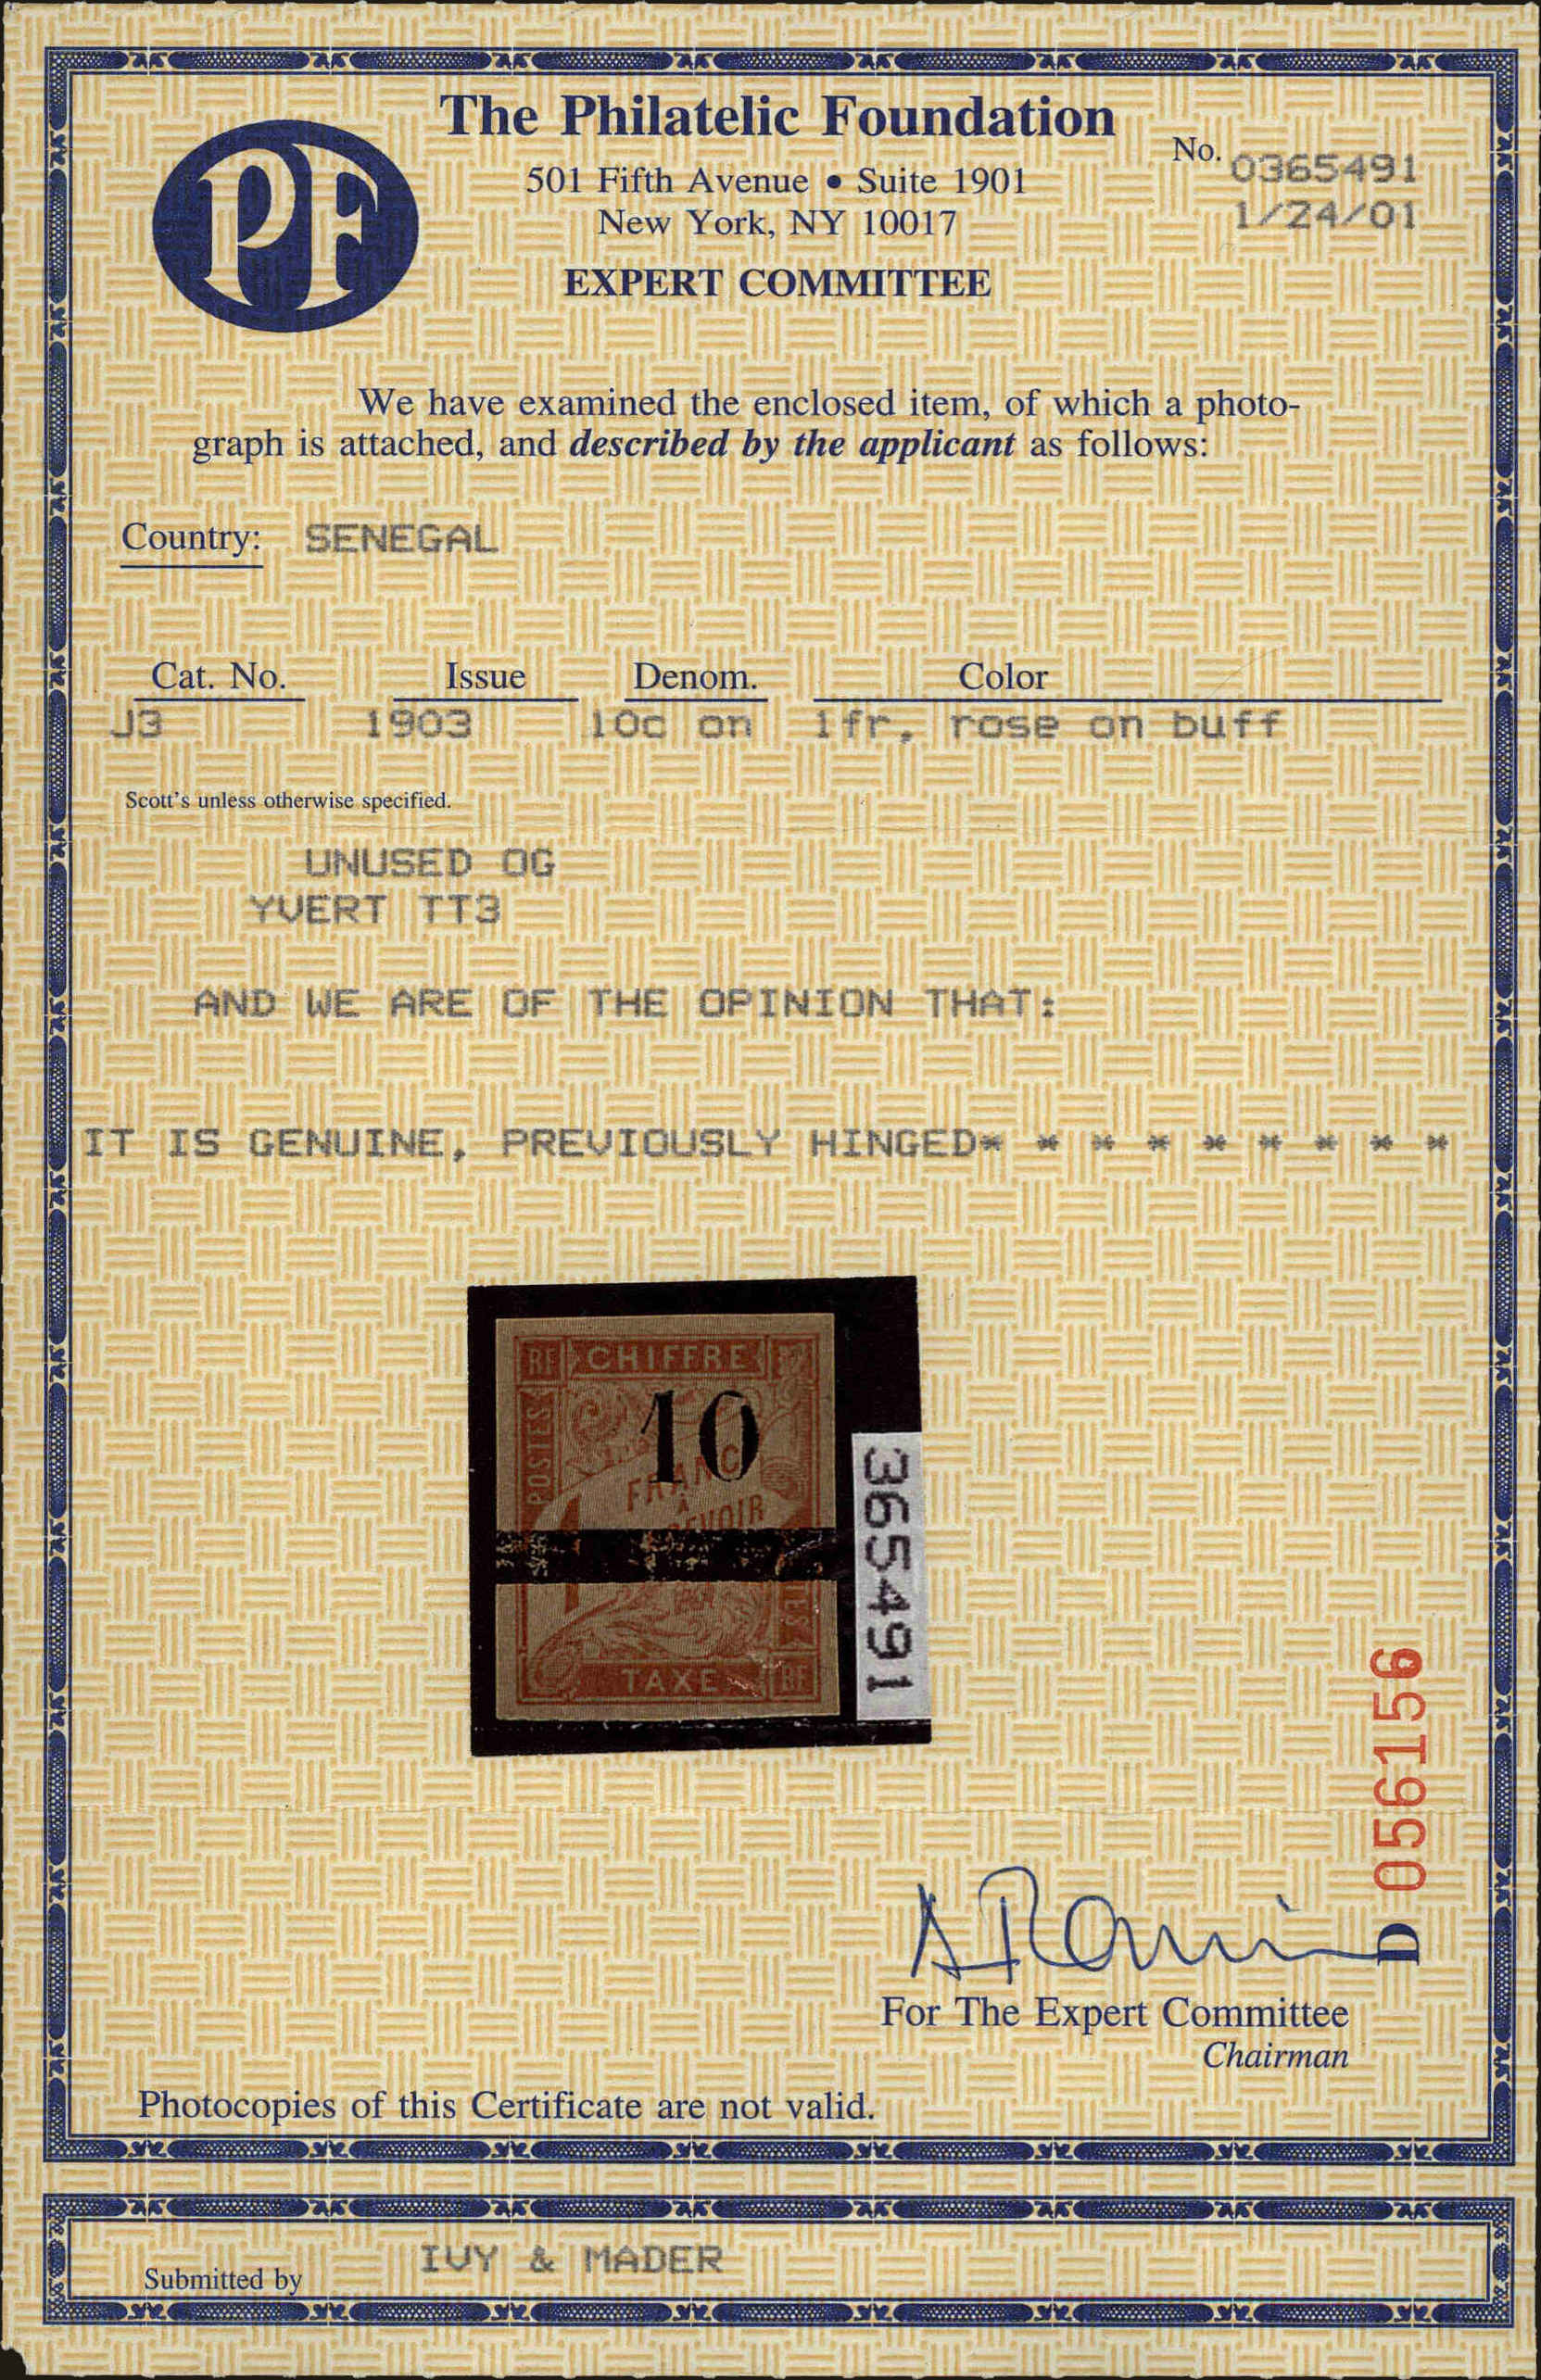 The Philatelic Foundation
PF
501 Fifth Avenue • Suite 1901
New York, NY 10017
EXPERT COMMITTEE
No. 0365491
1/24/01
We have examined the enclosed item, of which a photo-
graph is attached, and described by the applicant as follows:
Country: SENEGAL
Cat. No. Issue Denom. Color
J3 1903 10c on 1fr, rose on buff
Scott's unless otherwise specified.
UNUSED OG
YVERT TT3
AND WE ARE OF THE OPINION THAT:
IT IS GENUINE, PREVIOUSLY HINGED* * * * * * * * *
RF CHIFFRE
10
POSTES
FRANC
À
TAXE RF
365491
D 056156
For The Expert Committee
Chairman
Photocopies of this Certificate are not valid.
Submitted by IVY & MADER